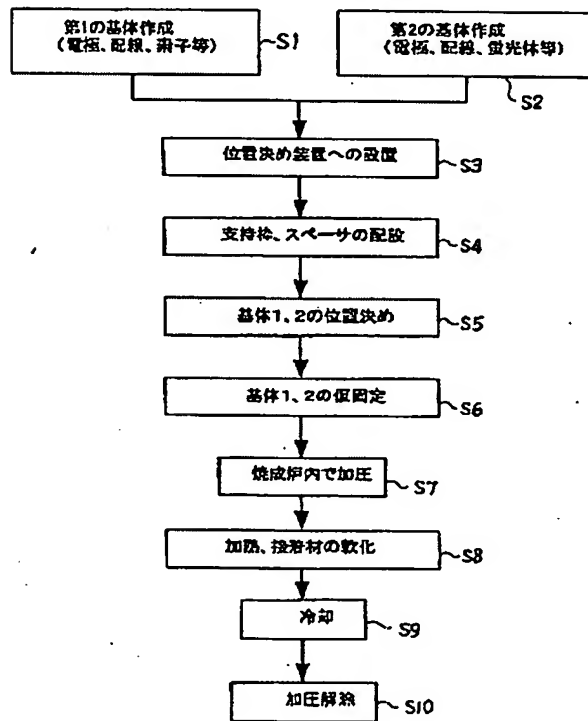 第1の基体作成
(電極、配線、素子等)
S1
第2の基体作成
(電極、配線、蛍光体等)
S2
位置決め装置への設置
S3
支持枠、スペーサの配設
S4
基体1、2の位置決め
S5
基体1、2の仮固定
S6
焼成炉内で加圧
S7
加熱、接着材の軟化
S8
冷却
S9
加圧解除
S10